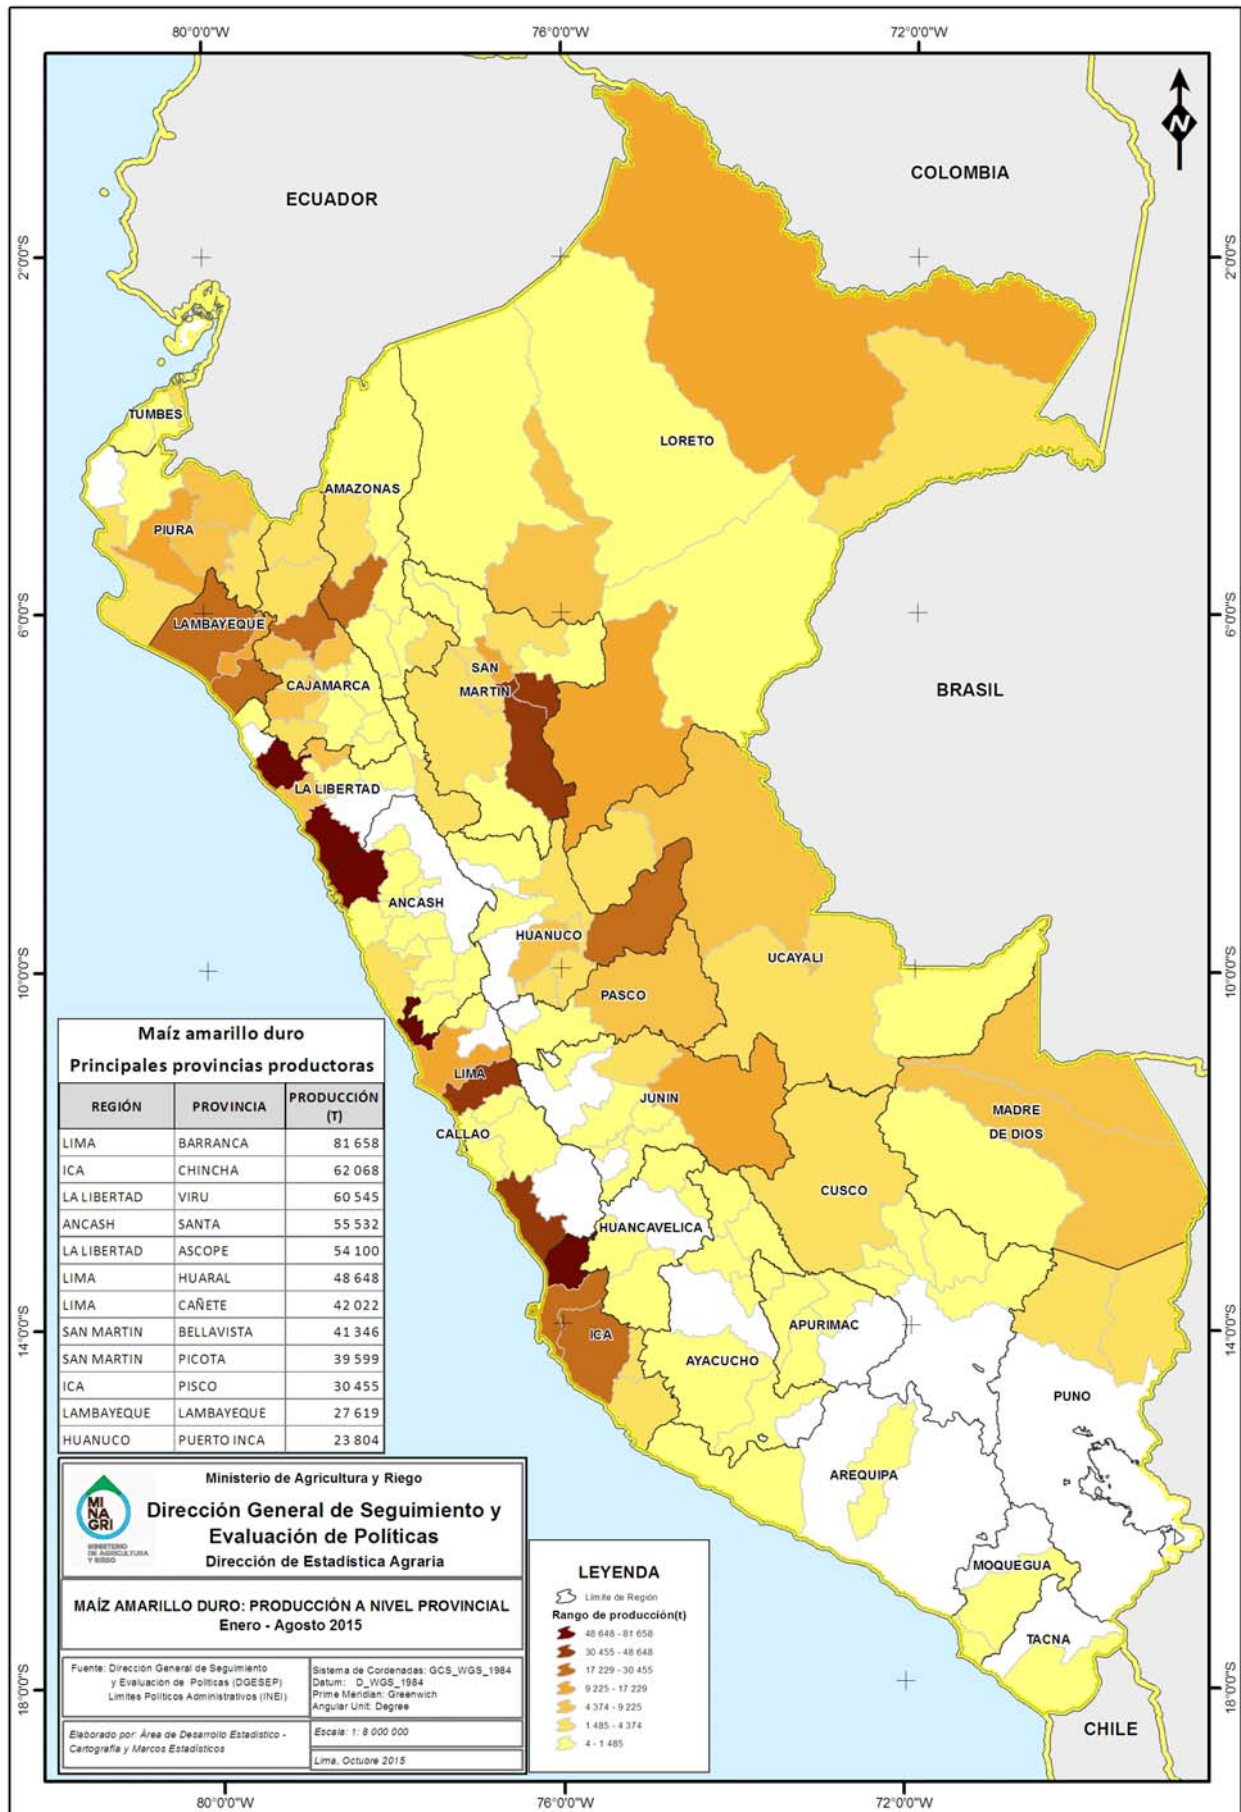 80°0'0"W 76°0'0"W 72°0'0"W
COLOMBIA
N
ECUADOR
2°0'0"S 2°0'0"S
TUMBES
LORETO
AMAZONAS
PIURA
6°0'0"S 6°0'0"S
LAMBAYEQUE
SAN
MARTIN
CAJAMARCA
BRASIL
LA LIBERTAD
ANCASH
HUANUCO
UCAYALI
10°0'0"S 10°0'0"S
PASCO
LIMA
JUNIN
MADRE
DE DIOS
CALLAO
CUSCO
HUANCAVELICA
14°0'0"S 14°0'0"S
ICA
APURIMAC
AYACUCHO
PUNO
AREQUIPA
MOQUEGUA
TACNA
18°0'0"S 18°0'0"S
CHILE
80°0'0"W 76°0'0"W 72°0'0"W
Maíz amarillo duro
Principales provincias productoras
REGIÓN PROVINCIA PRODUCCIÓN
(T)
LIMA BARRANCA 81 658
ICA CHINCHA 62 068
LA LIBERTAD VIRU 60 545
ANCASH SANTA 55 532
LA LIBERTAD ASCOPE 54 100
LIMA HUARAL 48 648
LIMA CAÑETE 42 022
SAN MARTIN BELLAVISTA 41 346
SAN MARTIN PICOTA 39 599
ICA PISCO 30 455
LAMBAYEQUE LAMBAYEQUE 27 619
HUANUCO PUERTO INCA 23 804
MI
NA
GRI
MINISTERIO
DE AGRICULTURA
Y RIEGO
Ministerio de Agricultura y Riego
Dirección General de Seguimiento y
Evaluación de Políticas
Dirección de Estadística Agraria
MAÍZ AMARILLO DURO: PRODUCCIÓN A NIVEL PROVINCIAL
Enero - Agosto 2015
Fuente: Dirección General de Seguimiento
y Evaluación de Políticas (DGESEP)
Limites Políticos Administrativos (INEI)
Sistema de Cordenadas: GCS_WGS_1984
Datum: D_WGS_1984
Prime Meridian: Greenwich
Angular Unit: Degree
Elaborado por: Área de Desarrollo Estadístico -
Cartografía y Marcos Estadísticos
Escala: 1: 8 000 000
Lima, Octubre 2015
LEYENDA
Límite de Región
Rango de producción(t)
48 648 - 81 658
30 455 - 48 648
17 229 - 30 455
9 225 - 17 229
4 374 - 9 225
1 485 - 4 374
4 - 1 485